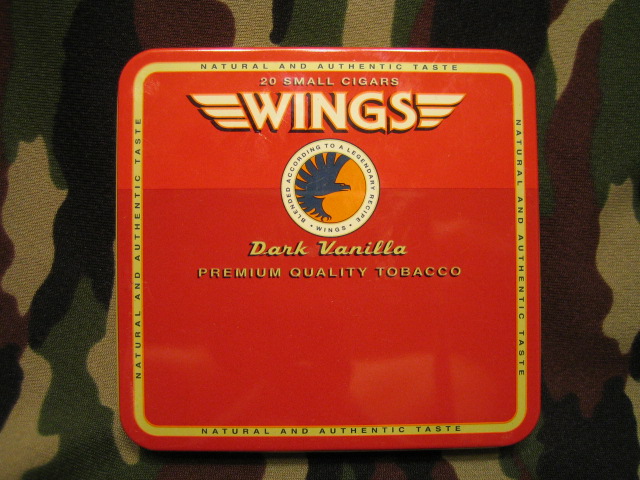 NATURAL AND AUTHENTIC TASTE
20 SMALL CIGARS
WINGS
BLENDED ACCORDING TO A LEGENDARY RECIPE
• WINGS •
Dark Vanilla
PREMIUM QUALITY TOBACCO
NATURAL AND AUTHENTIC TASTE
NATURAL AND AUTHENTIC TASTE
NATURAL AND AUTHENTIC TASTE